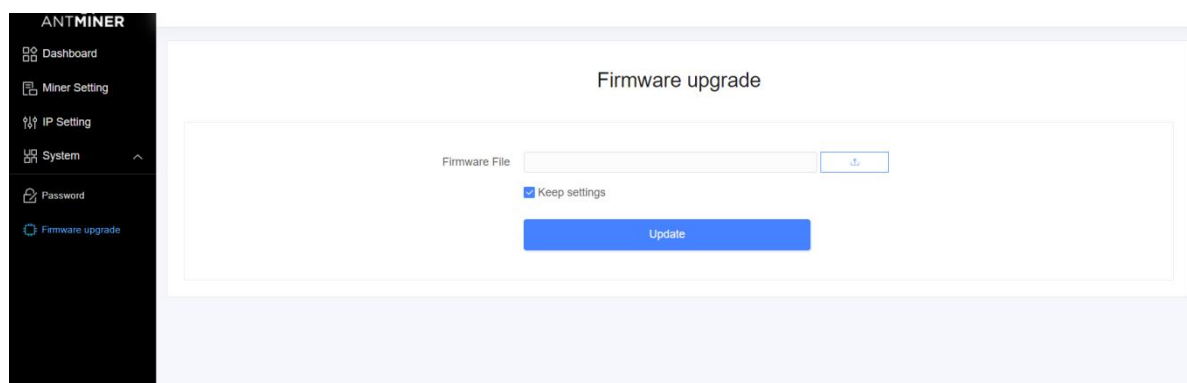 ANTMINER
Dashboard
Miner Setting
IP Setting
System
Password
Firmware upgrade
Firmware upgrade
Firmware File
Keep settings
Update